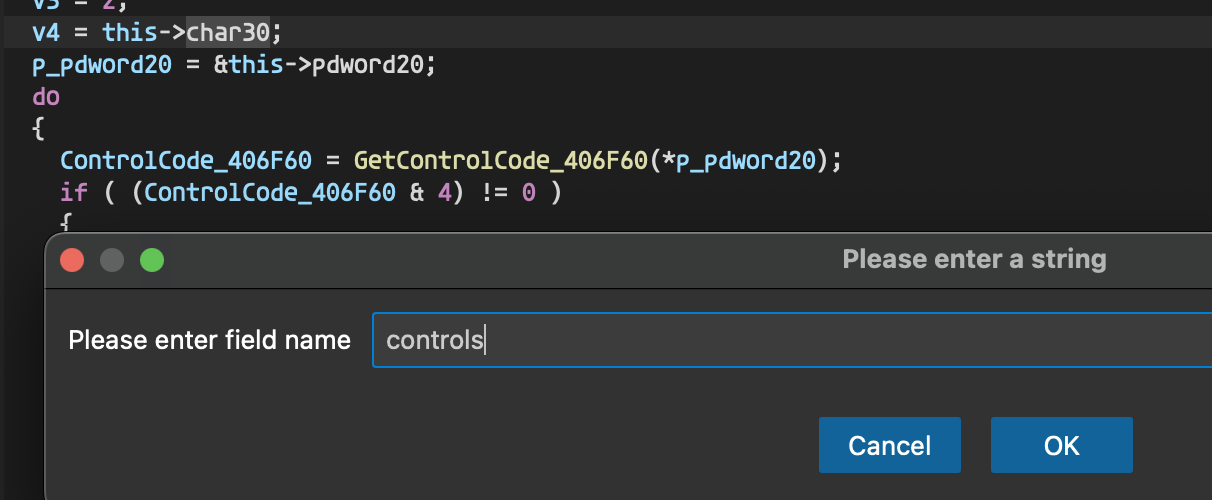 v3 = 2;
v4 = this->char30;
p_pdword20 = &this->pdword20;
do
{
ControlCode_406F60 = GetControlCode_406F60(*p_pdword20);
if ( (ControlCode_406F60 & 4) != 0 )
{
Please enter a string
Please enter field name controls
Cancel OK